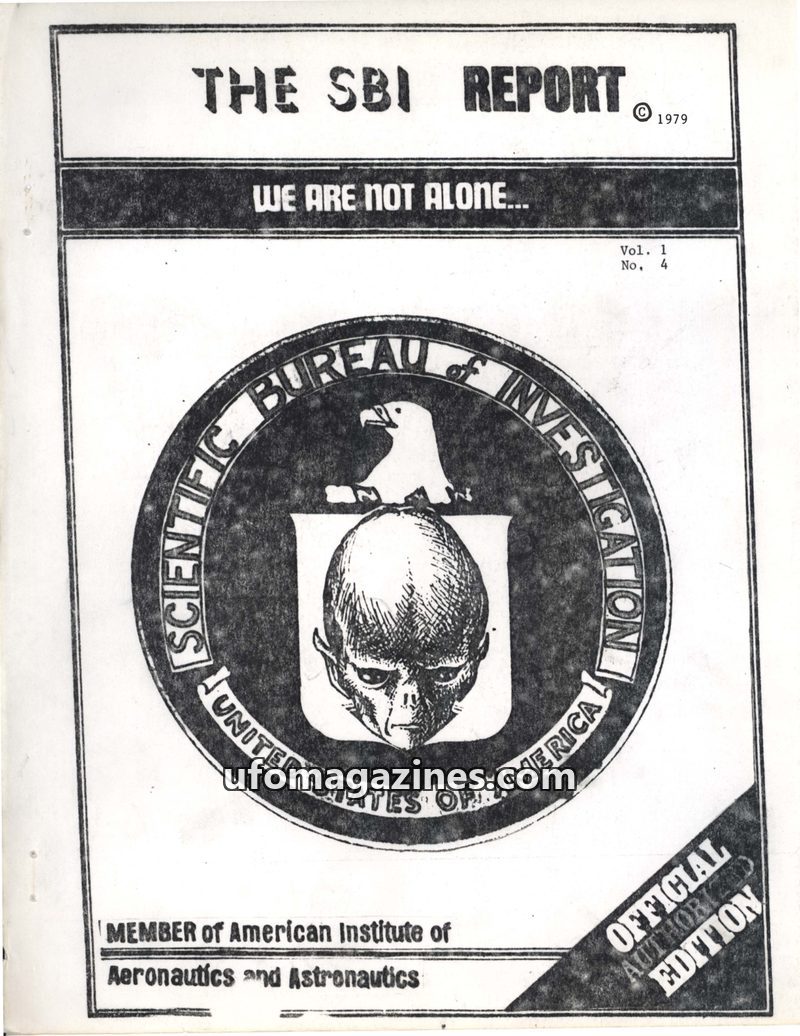 THE SBI REPORT © 1979
WE ARE NOT ALONE...
Vol. 1
No. 4
SCIENTIFIC BUREAU of INVESTIGATION
UNITED STATES OF AMERICA
ufomagazines.com
MEMBER of American Institute of
Aeronautics and Astronautics
OFFICIAL
EDITION